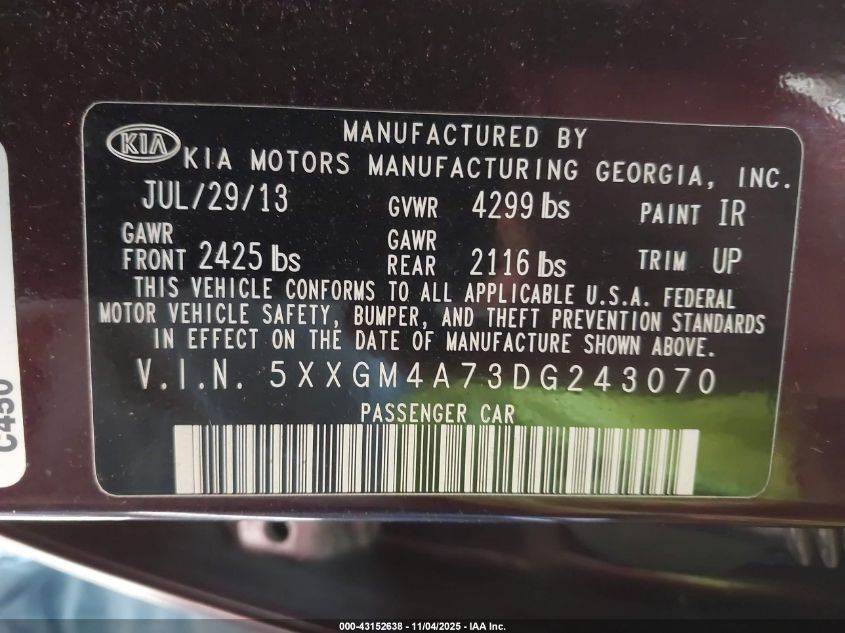 KIA
MANUFACTURED BY
KIA MOTORS MANUFACTURING GEORGIA, INC.
JUL/29/13 GVWR 4299 lbs PAINT IR
GAWR FRONT 2425 lbs GAWR REAR 2116 lbs TRIM UP
THIS VEHICLE CONFORMS TO ALL APPLICABLE U.S.A. FEDERAL
MOTOR VEHICLE SAFETY, BUMPER, AND THEFT PREVENTION STANDARDS
IN EFFECT ON THE DATE OF MANUFACTURE SHOWN ABOVE.
V.I.N. 5XXGM4A73DG243070
PASSENGER CAR
C450
000-43152638 - 11/04/2025 - IAA Inc.